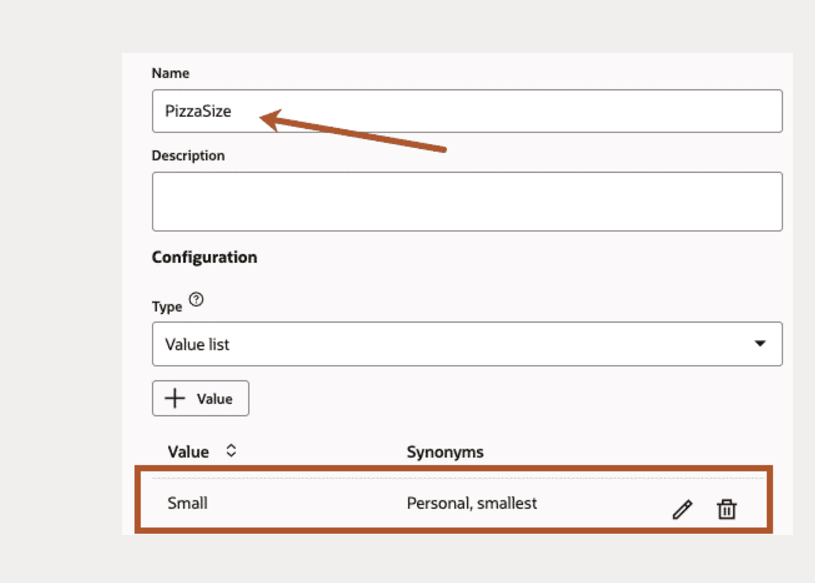 Name
PizzaSize
Description
Configuration
Type ?
Value list
+ Value
Value Synonyms
Small Personal, smallest